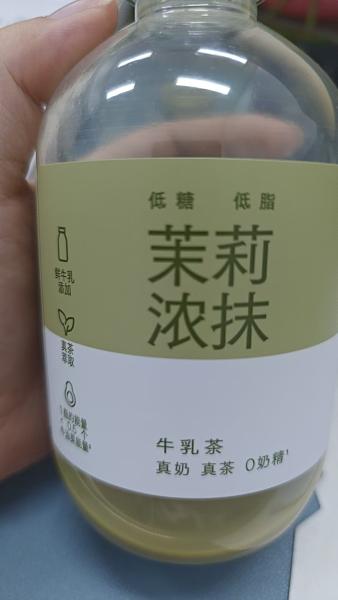 低糖 低脂
茉莉
浓抹
鲜牛乳
添加
真茶
萃取
牛乳茶
真奶 真茶 0奶精¹